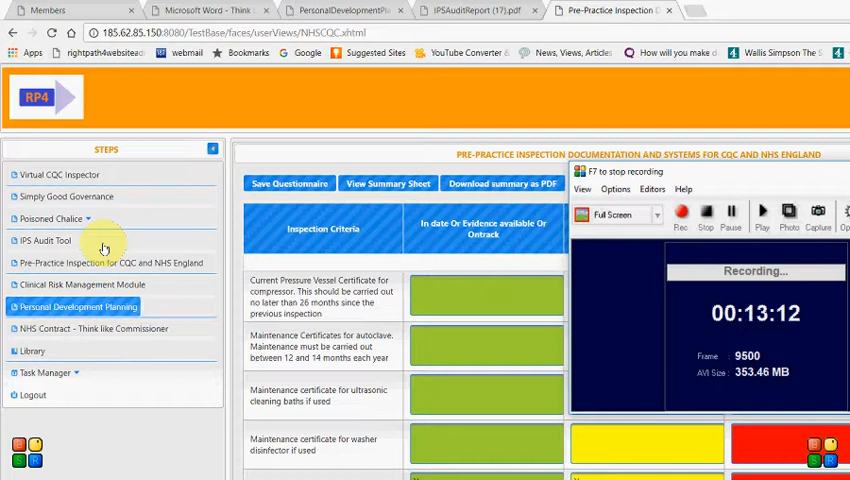 Members
Microsoft Word - Think L
PersonalDevelopmentPl
IPSAuditReport (17).pdf
Pre-Practice Inspection D
185.62.85.150:8080/TestBase/faces/userViews/NHSCQC.xhtml
Apps
rightpath4websitead
webmail
Bookmarks
Google
Suggested Sites
YouTube Converter &
News, Views, Articles
How will you make d
Wallis Simpson The S
RP4
STEPS
Virtual CQC Inspector
Simply Good Governance
Poisoned Chalice
IPS Audit Tool
Pre-Practice Inspection for CQC and NHS England
Clinical Risk Management Module
Personal Development Planning
NHS Contract - Think like Commissioner
Library
Task Manager
Logout
PRE-PRACTICE INSPECTION DOCUMENTATION AND SYSTEMS FOR CQC AND NHS ENGLAND
Save Questionnaire
View Summary Sheet
Download summary as PDF
Inspection Criteria
In date or Evidence available Or
Ontrack
Current Pressure Vessel Certificate for
compressor. This should be carried out
no later than 26 months since the
previous inspection
Maintenance Certificates for autoclave.
Maintenance must be carried out
between 12 and 14 months each year
Maintenance certificate for ultrasonic
cleaning baths if used
Maintenance certificate for washer
disinfector if used
F7 to stop recording
View
Options
Editors
Help
Full Screen
Rec
Stop
Pause
Play
Photo
Capture
Recording...
00:13:12
Frame : 9500
AVI Size : 353.46 MB
B
S R
B
S R